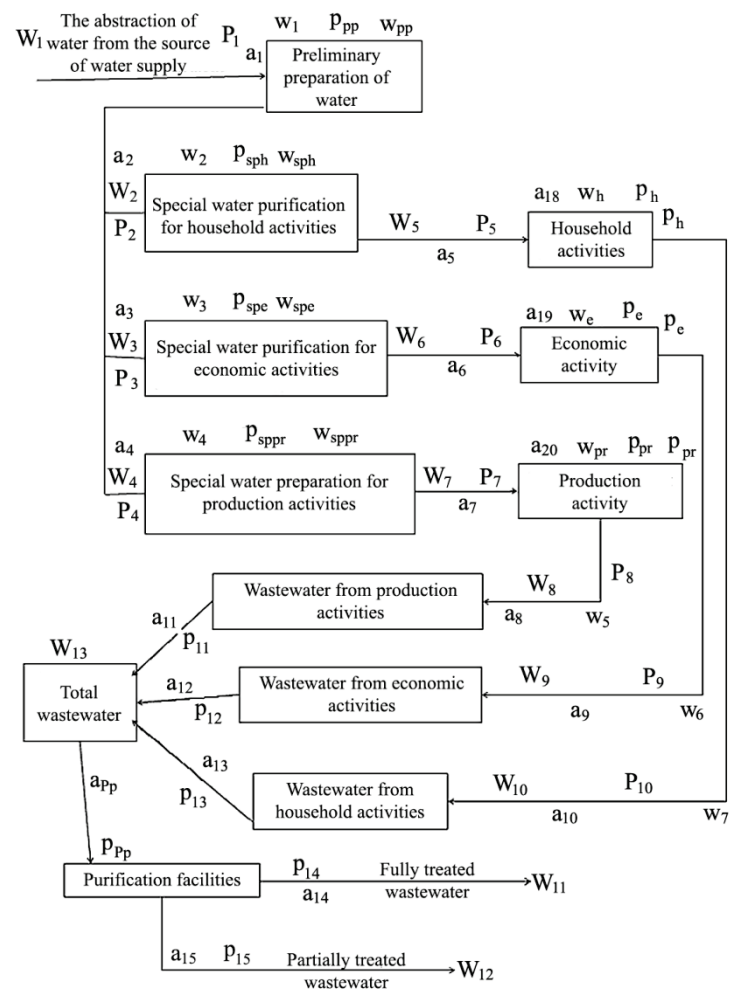 The abstraction of
water from the source
of water supply
W1 P1 a1
w1 Ppp wpp
Preliminary
preparation of
water
a2 w2 Psph wsph
W2
P2
Special water purification
for household activities
W5 P5
a5
a18 wh Ph
Ph
Household
activities
a3 w3 Pspe wspe
W3
P3
Special water purification for
economic activities
W6 P6
a6
a19 we Pe
Pe
Economic
activity
a4 w4 Psppr wsppr
W4
P4
Special water preparation for
production activities
W7 P7
a7
a20 wpr Ppr Ppr
Production
activity
P8
W8
a8 w5
Wastewater from production
activities
a11
P11
W13
Total
wastewater
W9 P9
a9 w6
Wastewater from economic
activities
a12
P12
a13
P13
W10 P10
a10 w7
Wastewater from
household activities
aPp
PPp
Purification facilities
P14
a14
Fully treated
wastewater
W11
a15 P15
Partially treated
wastewater
W12